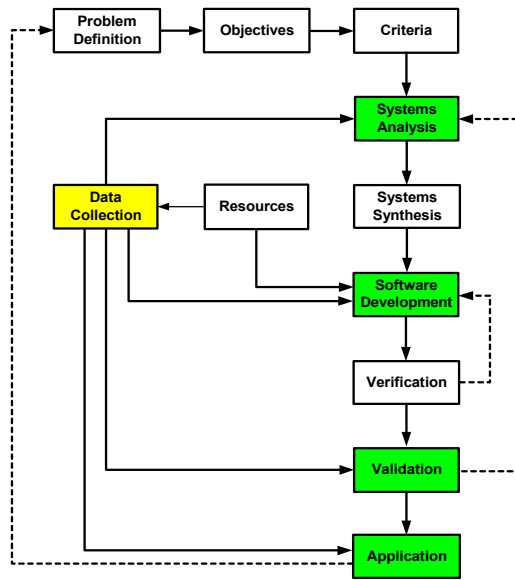 Problem
Definition
Objectives
Criteria
Systems
Analysis
Data
Collection
Resources
Systems
Synthesis
Software
Development
Verification
Validation
Application